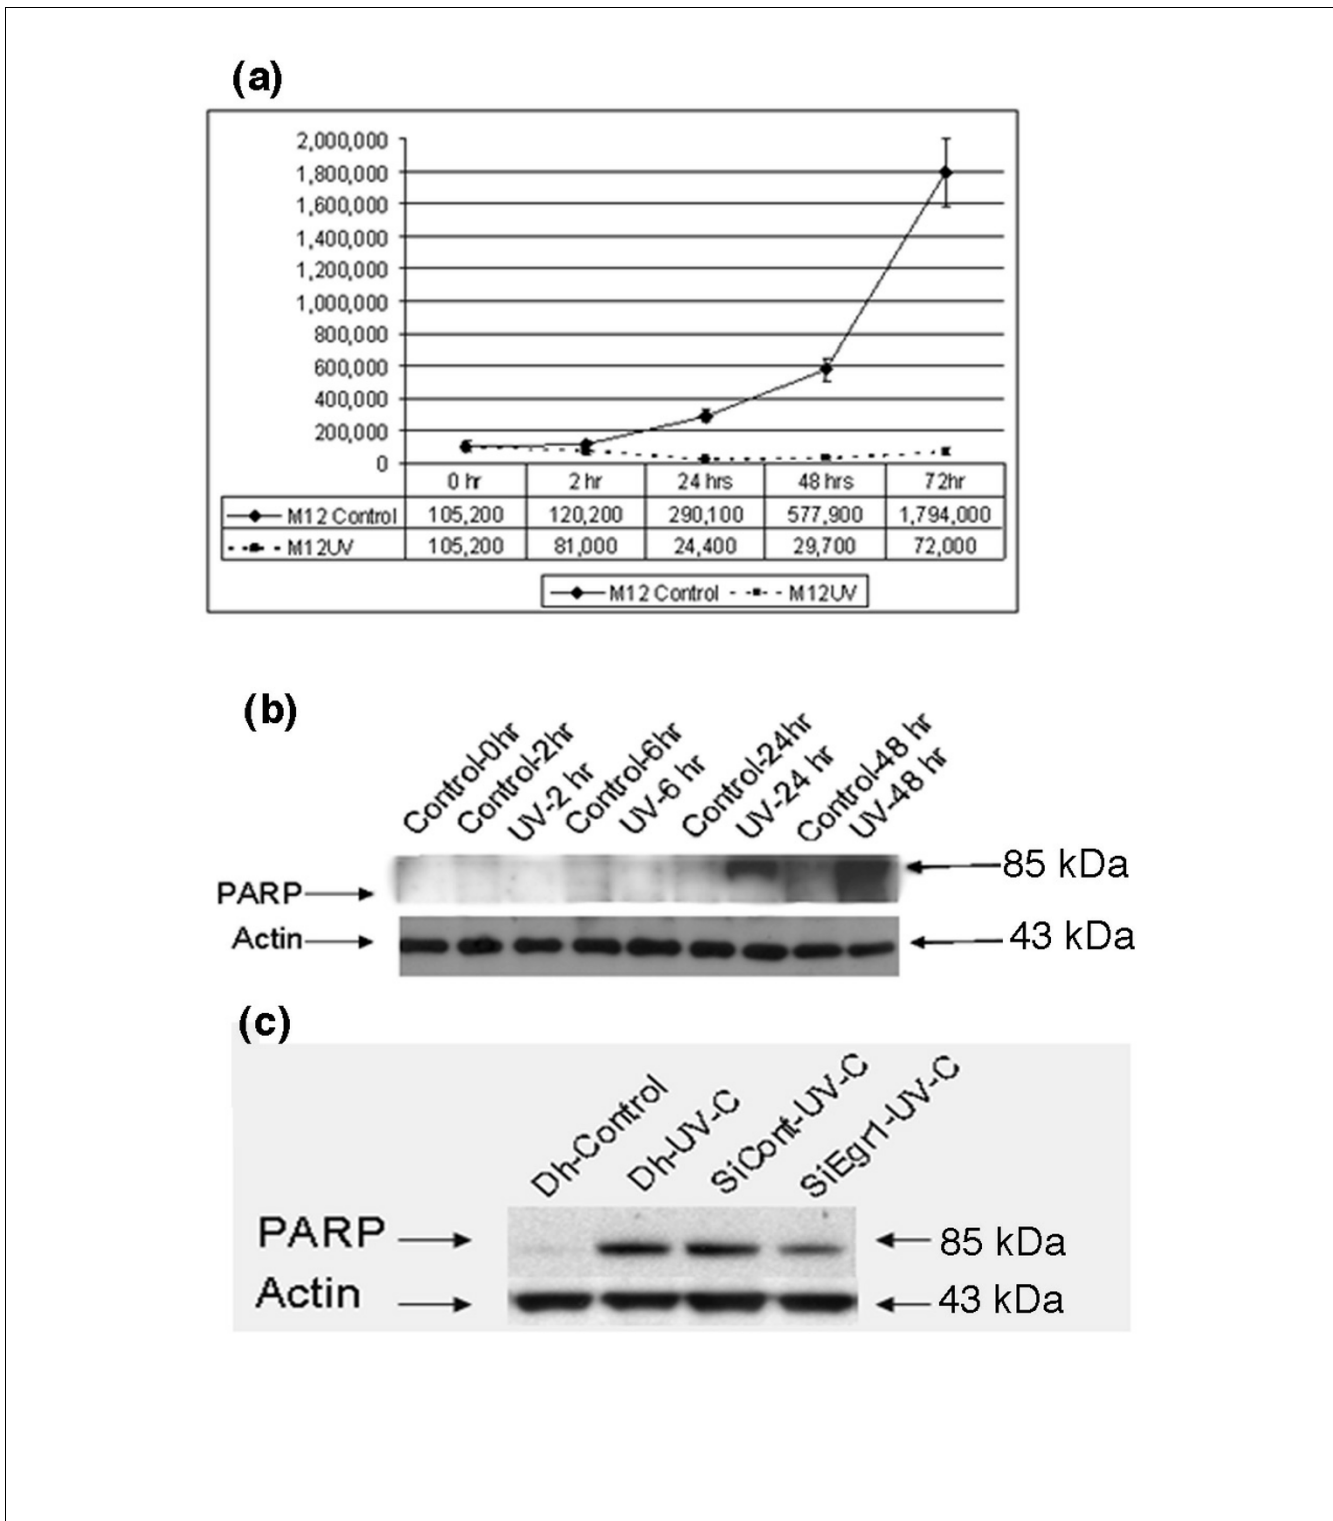 (a)
2,000,000
1,800,000
1,600,000
1,400,000
1,200,000
1,000,000
800,000
600,000
400,000
200,000
0
0 hr 2 hr 24 hrs 48 hrs 72hr
M12 Control 105,200 120,200 290,100 577,900 1,794,000
M12UV 105,200 81,000 24,400 29,700 72,000
M12 Control M12UV
(b)
Control-0hr
Control-2hr
UV-2 hr
Control-6hr
UV-6 hr
Control-24hr
UV-24 hr
Control-48 hr
UV-48 hr
PARP 85 kDa
Actin 43 kDa
(c)
Dh-Control
Dh-UV-C
SiCont-UV-C
SiEgr1-UV-C
PARP 85 kDa
Actin 43 kDa